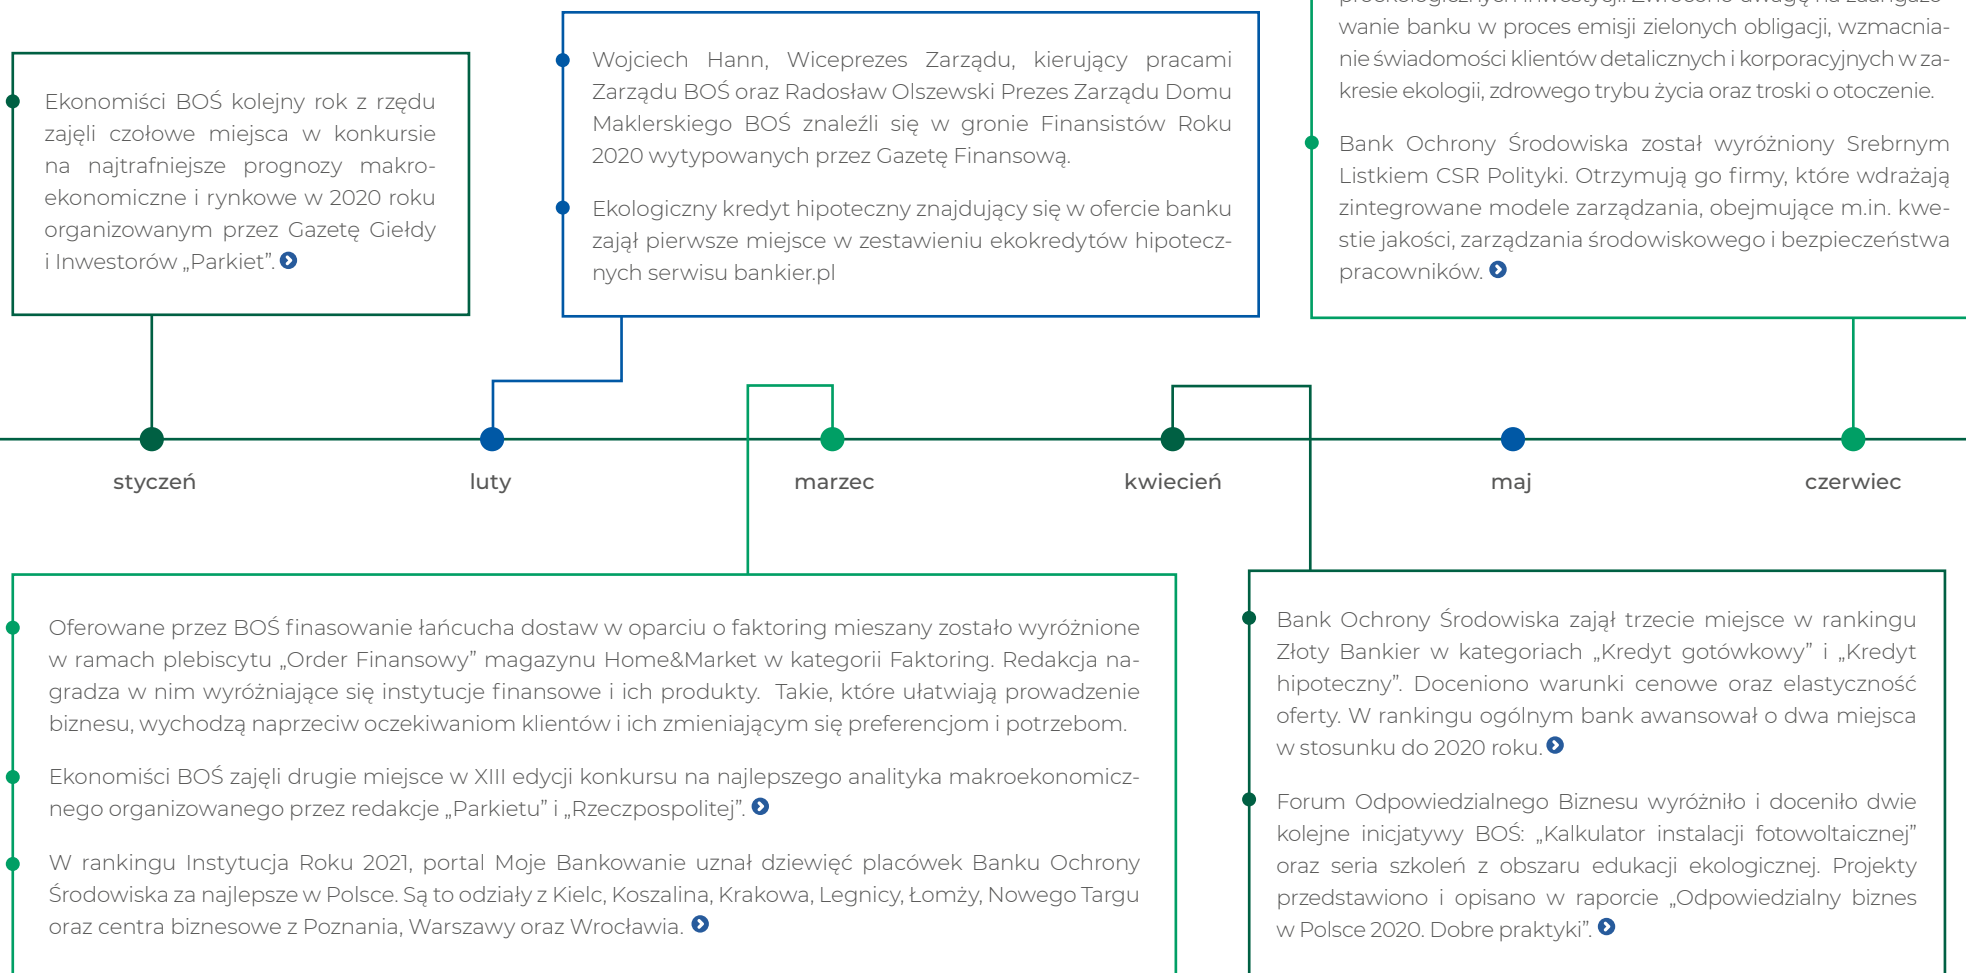 Ekonomiści BOŚ kolejny rok z rzędu
zajęli czołowe miejsca w konkursie
na najtrafniejsze prognozy makro-
ekonomiczne i rynkowe w 2020 roku
organizowanym przez Gazetę Giełdy
i Inwestorów „Parkiet”.
Wojciech Hann, Wiceprezes Zarządu, kierujący pracami
Zarządu BOŚ oraz Radosław Olszewski Prezes Zarządu Domu
Maklerskiego BOŚ znaleźli się w gronie Finansistów Roku
2020 wytypowanych przez Gazetę Finansową.
Ekologiczny kredyt hipoteczny znajdujący się w ofercie banku
zajął pierwsze miejsce w zestawieniu ekokredytów hipotecz-
nych serwisu bankier.pl
wanie banku w proces emisji zielonych obligacji, wzmacnia-
nie świadomości klientów detalicznych i korporacyjnych w za-
kresie ekologii, zdrowego trybu życia oraz troski o otoczenie.
Bank Ochrony Środowiska został wyróżniony Srebrnym
Listkiem CSR Polityki. Otrzymują go firmy, które wdrażają
zintegrowane modele zarządzania, obejmujące m.in. kwe-
stie jakości, zarządzania środowiskowego i bezpieczeństwa
pracowników.
styczeń
luty
marzec
kwiecień
maj
czerwiec
Oferowane przez BOŚ finasowanie łańcucha dostaw w oparciu o faktoring mieszany zostało wyróżnione
w ramach plebiscytu „Order Finansowy” magazynu Home&Market w kategorii Faktoring. Redakcja na-
gradza w nim wyróżniające się instytucje finansowe i ich produkty. Takie, które ułatwiają prowadzenie
biznesu, wychodzą naprzeciw oczekiwaniom klientów i ich zmieniającym się preferencjom i potrzebom.
Ekonomiści BOŚ zajęli drugie miejsce w XIII edycji konkursu na najlepszego analityka makroekonomicz-
nego organizowanego przez redakcje „Parkietu” i „Rzeczpospolitej”.
W rankingu Instytucja Roku 2021, portal Moje Bankowanie uznał dziewięć placówek Banku Ochrony
Środowiska za najlepsze w Polsce. Są to odziały z Kielc, Koszalina, Krakowa, Legnicy, Łomży, Nowego Targu
oraz centra biznesowe z Poznania, Warszawy oraz Wrocławia.
Bank Ochrony Środowiska zajął trzecie miejsce w rankingu
Złoty Bankier w kategoriach „Kredyt gotówkowy” i „Kredyt
hipoteczny”. Doceniono warunki cenowe oraz elastyczność
oferty. W rankingu ogólnym bank awansował o dwa miejsca
w stosunku do 2020 roku.
Forum Odpowiedzialnego Biznesu wyróżniło i doceniło dwie
kolejne inicjatywy BOŚ: „Kalkulator instalacji fotowoltaicznej”
oraz seria szkoleń z obszaru edukacji ekologicznej. Projekty
przedstawiono i opisano w raporcie „Odpowiedzialny biznes
w Polsce 2020. Dobre praktyki”.